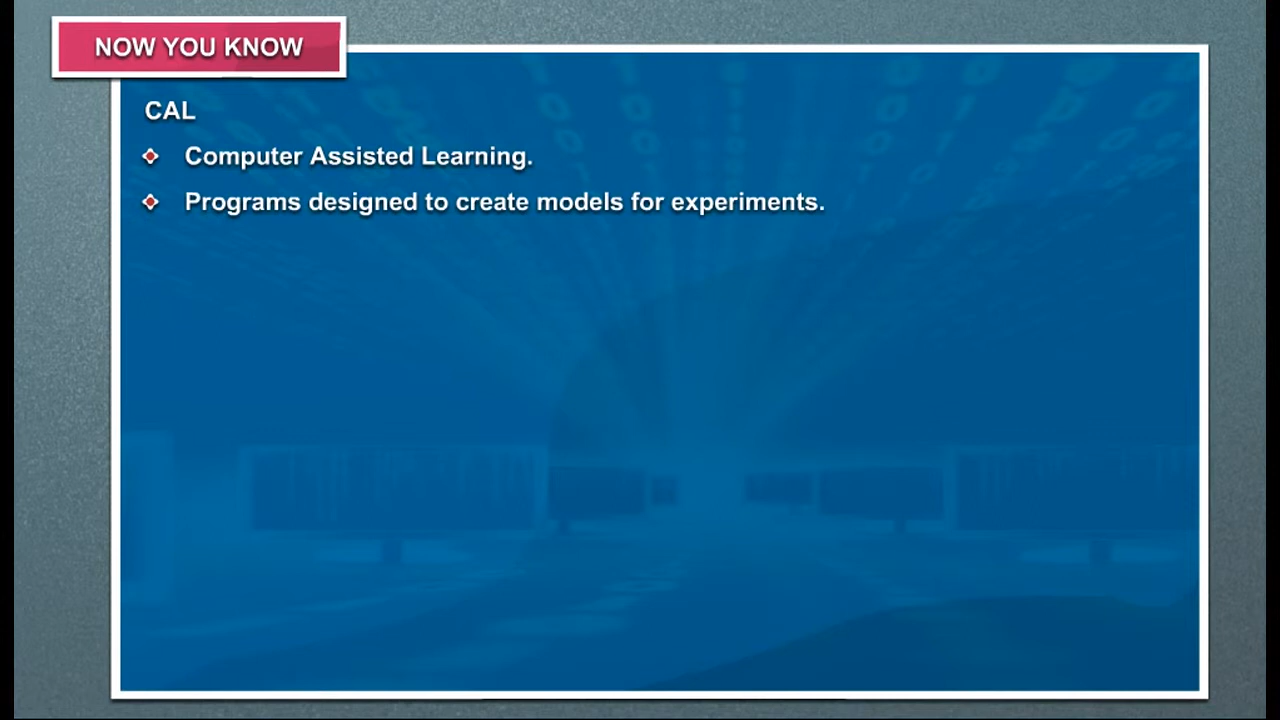 NOW YOU KNOW
CAL
Computer Assisted Learning.
Programs designed to create models for experiments.